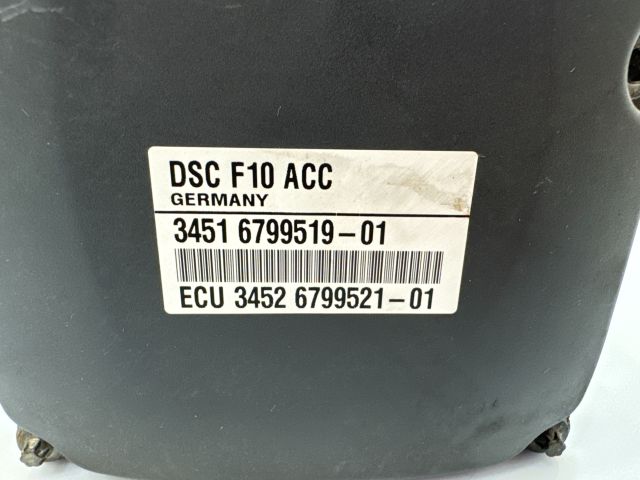 DSC F10 ACC
GERMANY
3451 6799519-01
ECU 3452 6799521-01